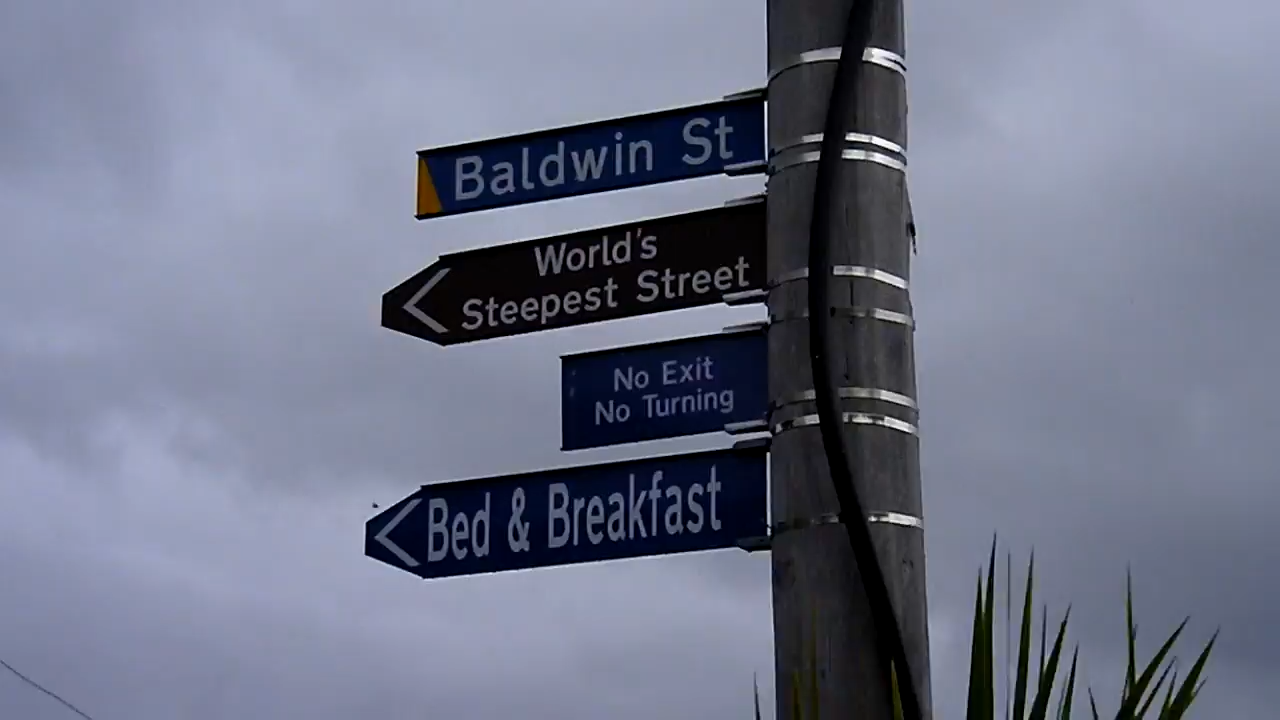 Baldwin St
World's
Steepest Street
No Exit
No Turning
Bed & Breakfast